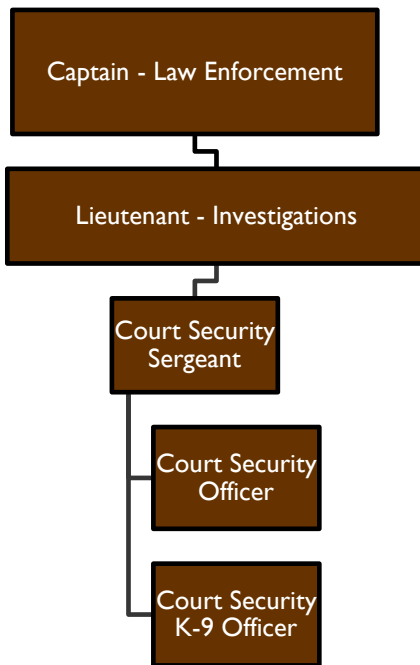 Captain - Law Enforcement
Lieutenant - Investigations
Court Security
Sergeant
Court Security
Officer
Court Security
K-9 Officer